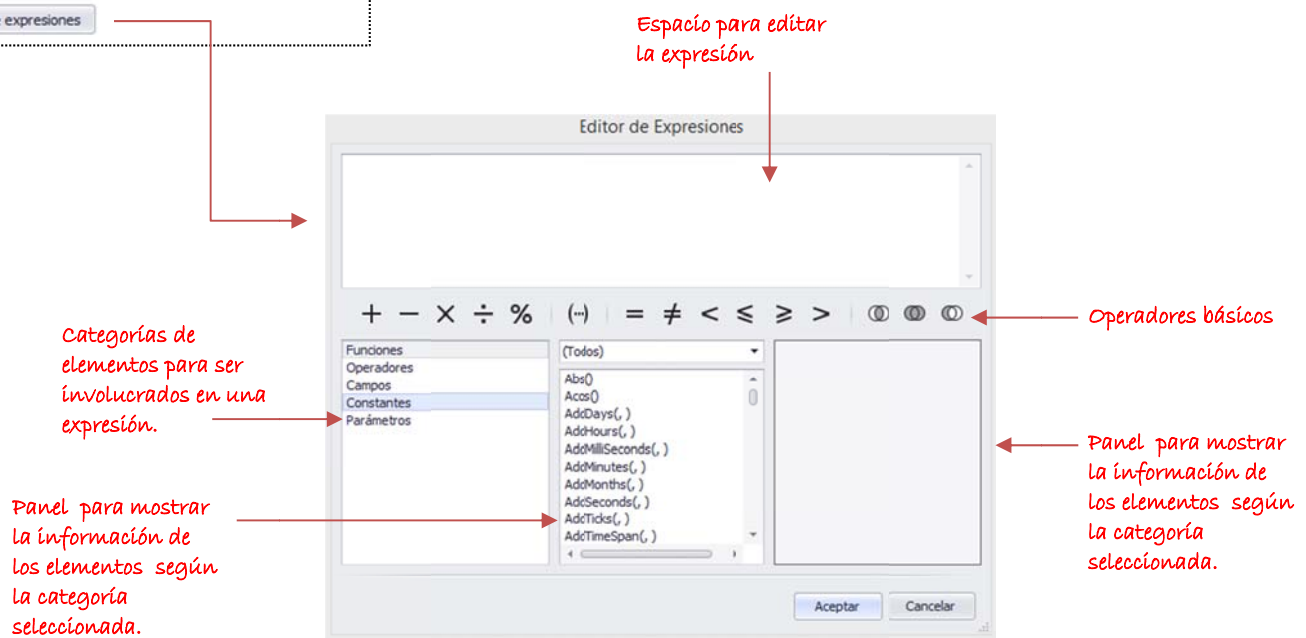 expresiones
Espacio para editar
la expresión
Editor de Expresiones
+ − × ÷ % (···) = ≠ < ≤ ≥ >
Operadores básicos
Categorías de
elementos para ser
involucrados en una
expresión.
Funciones
Operadores
Campos
Constantes
Parámetros
(Todos)
Abs()
Acos()
AddDays(, )
AddHours(, )
AddMilliSeconds(, )
AddMinutes(, )
AddMonths(, )
AddSeconds(, )
AddTicks(, )
AddTimeSpan(, )
Panel para mostrar
la información de
los elementos según
la categoría
seleccionada.
Panel para mostrar
la información de
los elementos según
la categoría
seleccionada.
Aceptar
Cancelar